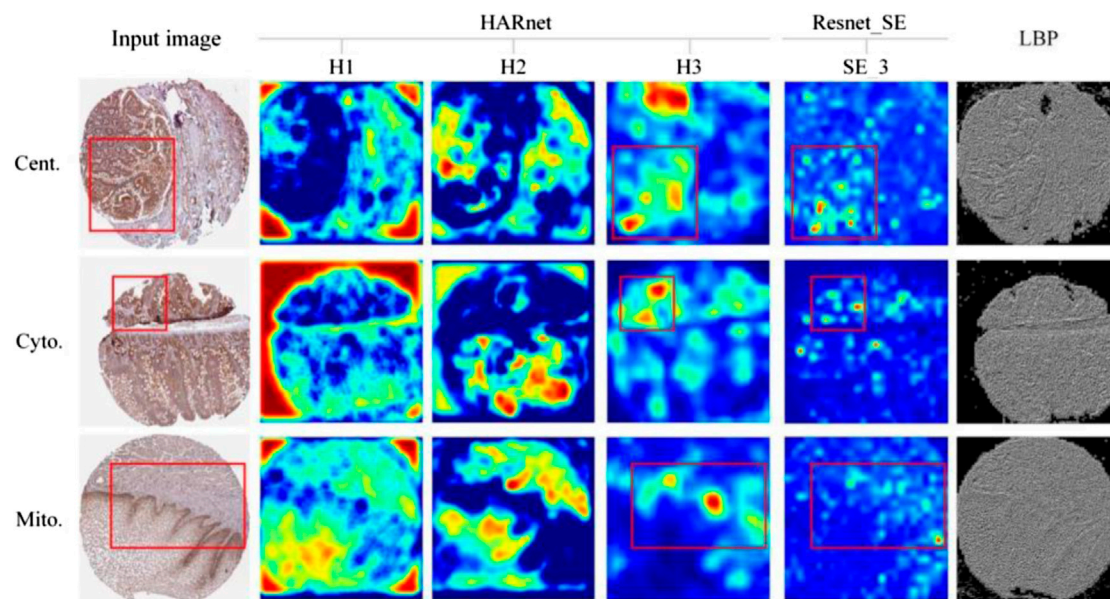 HARnet
Resnet_SE
Input image
LBP
H1
H2
H3
SE_3
Cent.
Cyto.
Mito.